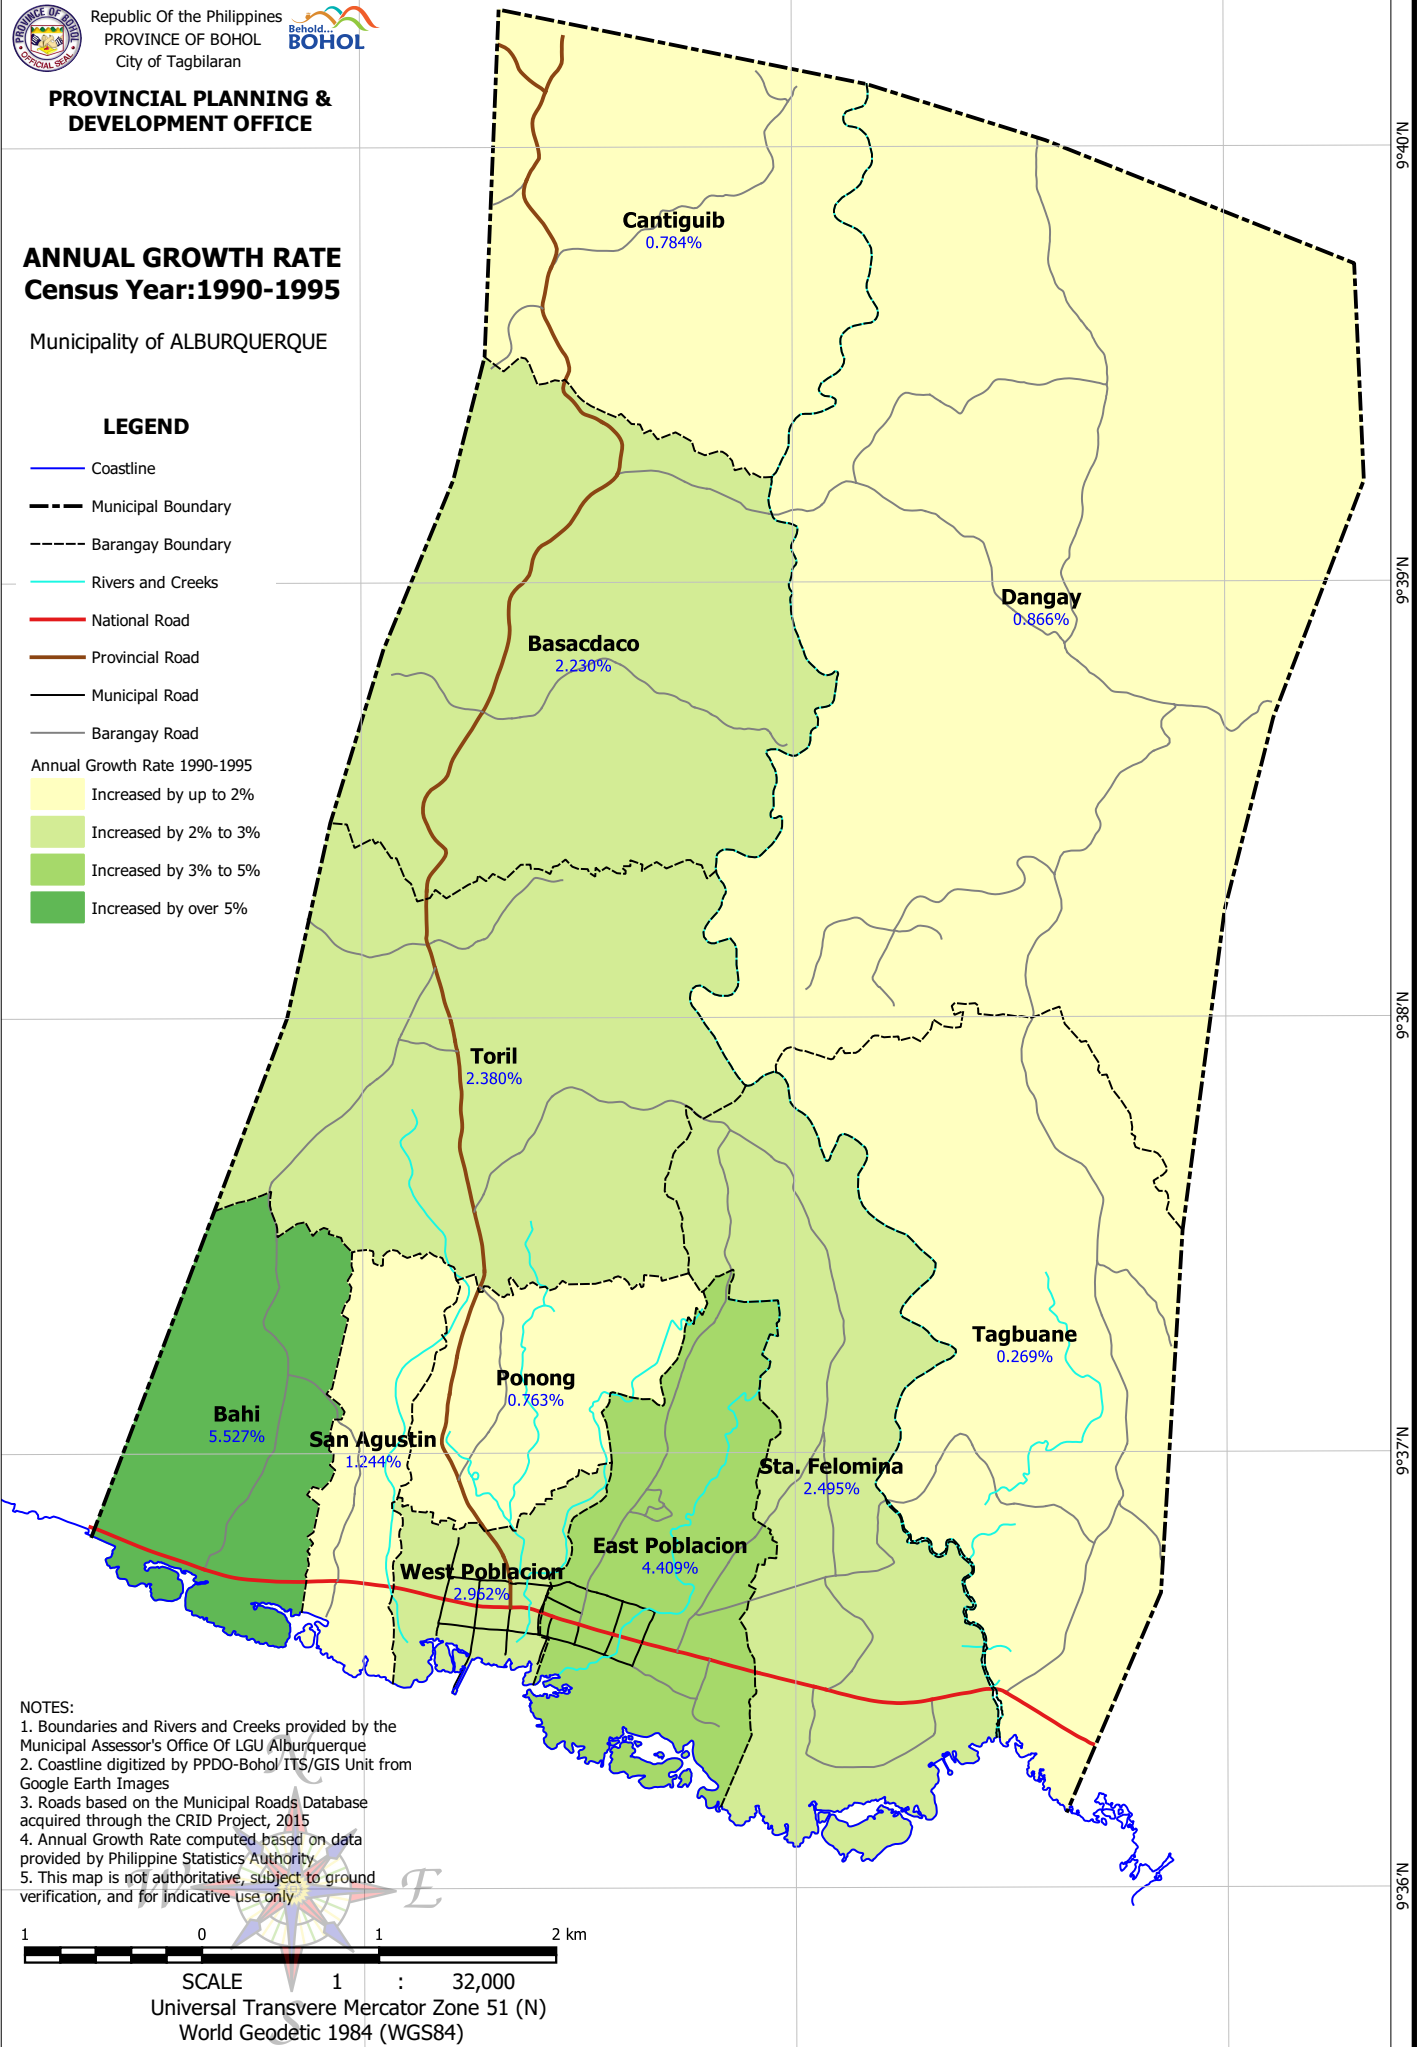 PROVINCE OF BOHOL
OFFICIAL SEAL
Republic Of the Philippines
PROVINCE OF BOHOL
City of Tagbilaran
Behold...
BOHOL
PROVINCIAL PLANNING &
DEVELOPMENT OFFICE
ANNUAL GROWTH RATE
Census Year:1990-1995
Municipality of ALBURQUERQUE
LEGEND
Coastline
Municipal Boundary
Barangay Boundary
Rivers and Creeks
National Road
Provincial Road
Municipal Road
Barangay Road
Annual Growth Rate 1990-1995
Increased by up to 2%
Increased by 2% to 3%
Increased by 3% to 5%
Increased by over 5%
Cantiguib
0.784%
Dangay
0.866%
Basacdaco
2.230%
Toril
2.380%
Tagbuane
0.269%
Ponong
0.763%
Bahi
5.527%
San Agustin
1.244%
Sta. Felomina
2.495%
East Poblacion
4.409%
West Poblacion
2.962%
9°40'N
9°39'N
9°38'N
9°37'N
9°36'N
NOTES:
1. Boundaries and Rivers and Creeks provided by the
Municipal Assessor's Office Of LGU Alburquerque
2. Coastline digitized by PPDO-Bohol ITS/GIS Unit from
Google Earth Images
3. Roads based on the Municipal Roads Database
acquired through the CRID Project, 2015
4. Annual Growth Rate computed based on data
provided by Philippine Statistics Authority
5. This map is not authoritative, subject to ground
verification, and for indicative use only
N
W
E
S
1 0 1 2 km
SCALE 1 : 32,000
Universal Transvere Mercator Zone 51 (N)
World Geodetic 1984 (WGS84)